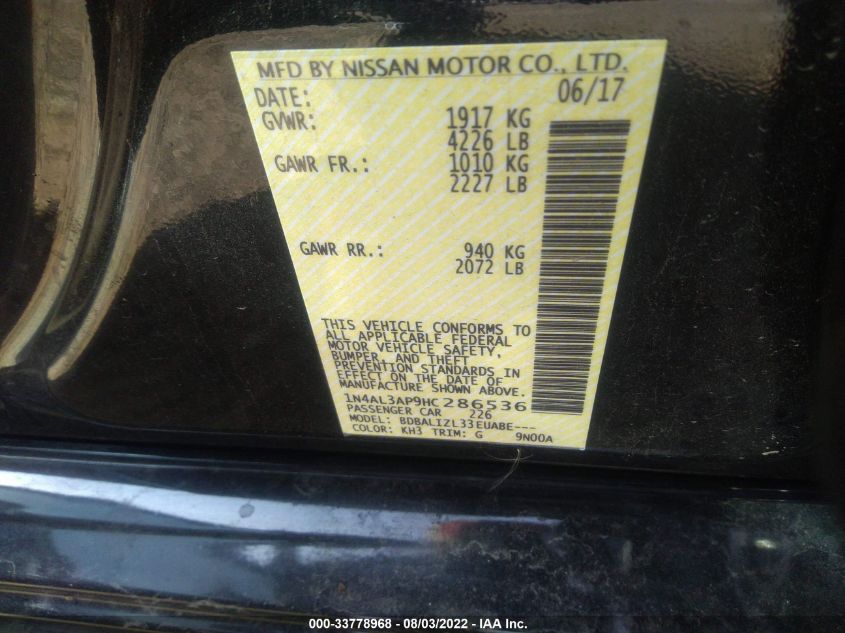 MFD BY NISSAN MOTOR CO., LTD.
DATE: 06/17
GVWR: 1917 KG
4226 LB
GAWR FR.: 1010 KG
2227 LB
GAWR RR.: 940 KG
2072 LB
THIS VEHICLE CONFORMS TO
ALL APPLICABLE FEDERAL
MOTOR VEHICLE SAFETY,
BUMPER, AND THEFT
PREVENTION STANDARDS IN
EFFECT ON THE DATE OF
MANUFACTURE SHOWN ABOVE.
1N4AL3AP9HC286536
PASSENGER CAR 226
MODEL: BDBALIZL33EUABE---
COLOR: KH3 TRIM: G 9N00A
000-33778968 - 08/03/2022 - IAA Inc.